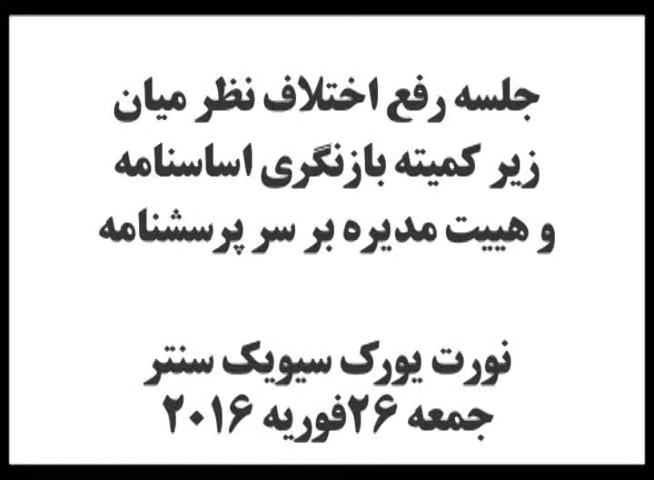 جلسه رفع اختلاف نظر میان
زیر کمیته بازنگری اساسنامه
و هییت مدیره بر سر پرسشنامه
نورت یورک سیویک سنتر
جمعه ۲۶فوریه ۲۰۱۶